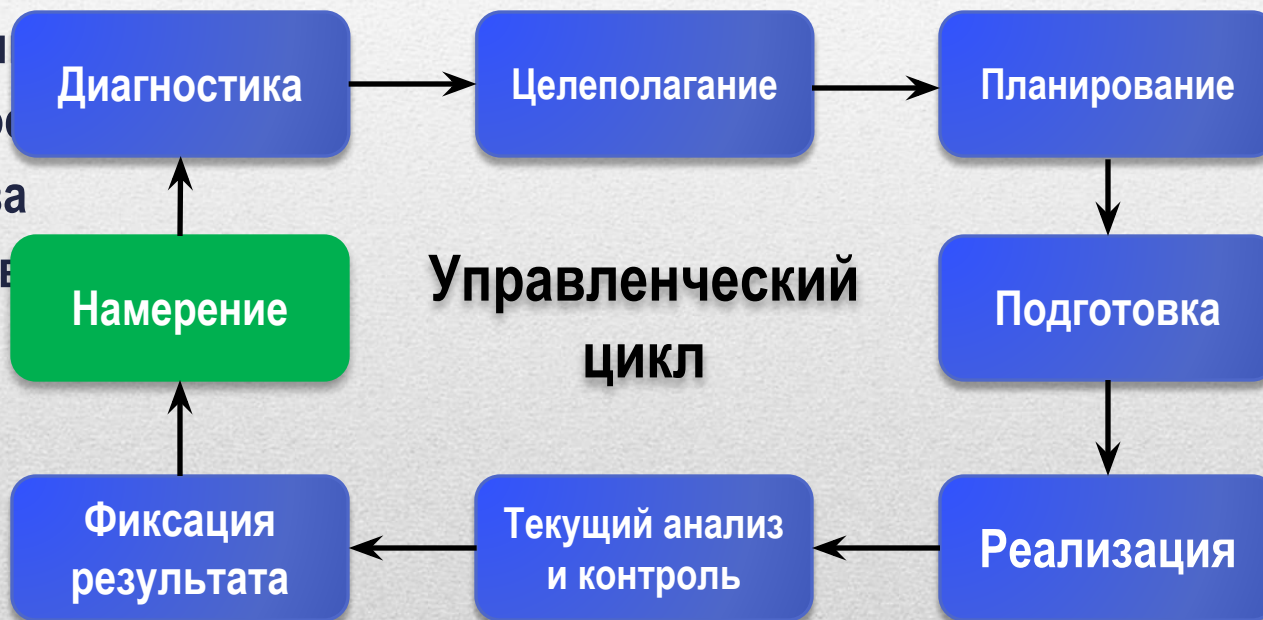 Диагностика
Целеполагание
Планирование
Намерение
Управленческий
цикл
Подготовка
Фиксация
результата
Текущий анализ
и контроль
Реализация